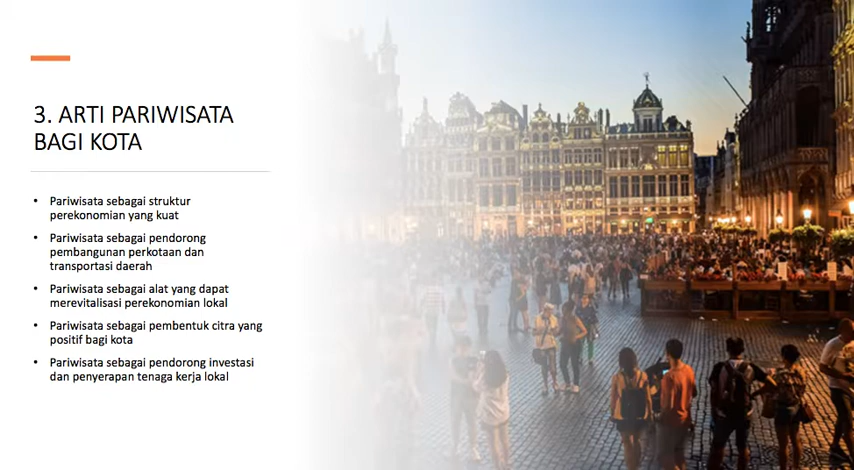 3. ARTI PARIWISATA
BAGI KOTA
• Pariwisata sebagai struktur
perekonomian yang kuat
• Pariwisata sebagai pendorong
pembangunan perkotaan dan
transportasi daerah
• Pariwisata sebagai alat yang dapat
merevitalisasi perekonomian lokal
• Pariwisata sebagai pembentuk citra yang
positif bagi kota
• Pariwisata sebagai pendorong investasi
dan penyerapan tenaga kerja lokal